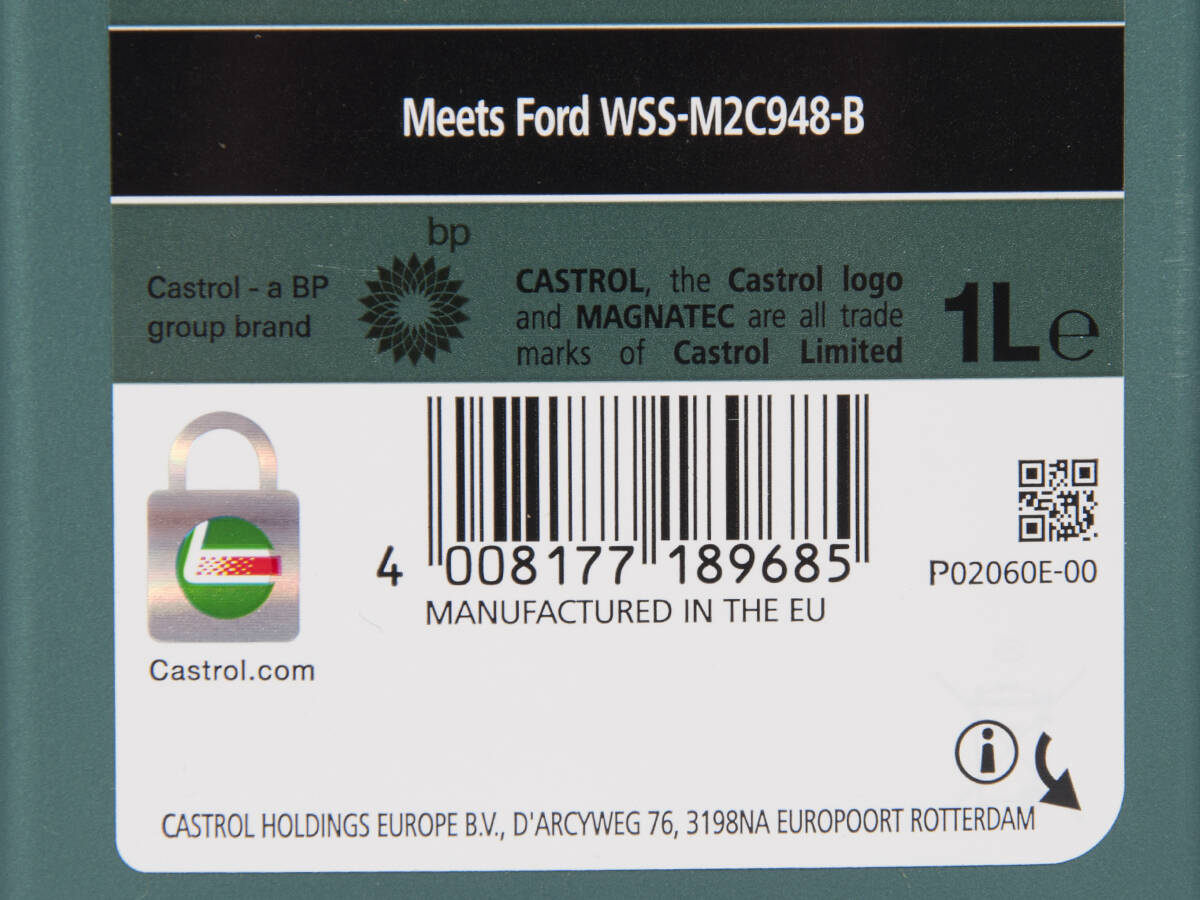 Meets Ford WSS-M2C948-B
bp
Castrol - a BP
group brand
CASTROL, the Castrol logo
and MAGNATEC are all trade
marks of Castrol Limited
1L e
4 008177 189685
MANUFACTURED IN THE EU
P02060E-00
Castrol.com
i
CASTROL HOLDINGS EUROPE B.V., D'ARCYWEG 76, 3198NA EUROPOORT ROTTERDAM